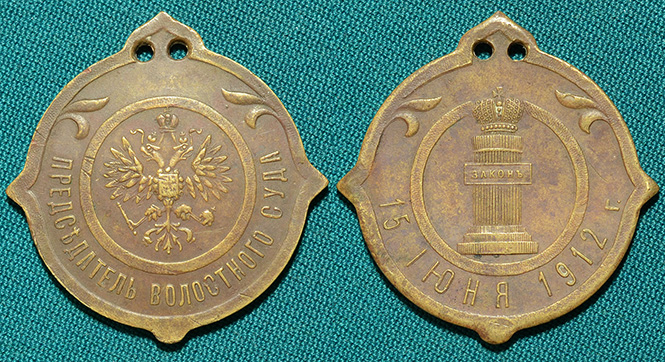 ПРЕДСѢДАТЕЛЬ ВОЛОСТНОГО СУДА
ЗАКОНЪ
15 ІЮНЯ 1912 г.